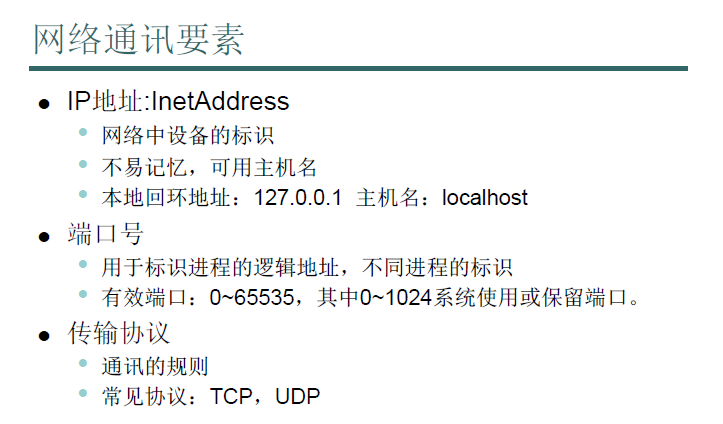 网络通讯要素
IP地址:InetAddress
网络中设备的标识
不易记忆，可用主机名
本地回环地址：127.0.0.1 主机名：localhost
端口号
用于标识进程的逻辑地址，不同进程的标识
有效端口：0~65535，其中0~1024系统使用或保留端口。
传输协议
通讯的规则
常见协议：TCP，UDP